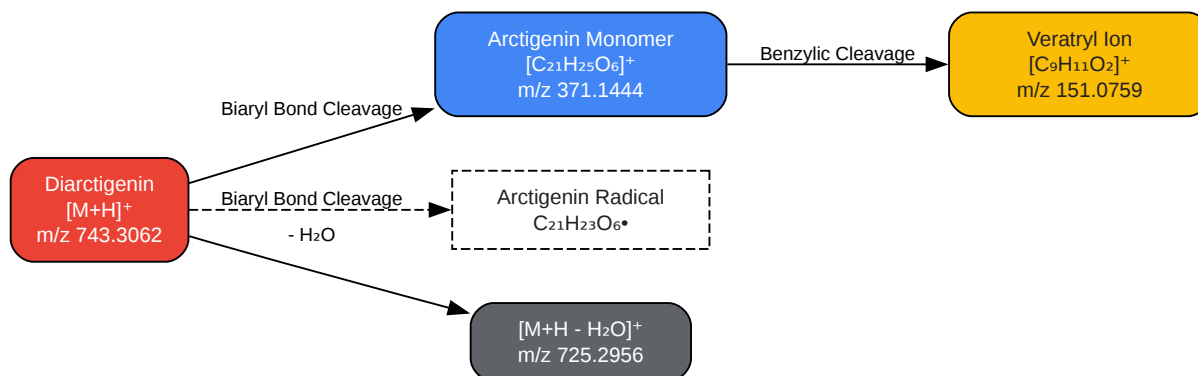 Arctigenin Monomer
[C₂₁H₂₅O₆]⁺
m/z 371.1444
Benzylic Cleavage
Veratryl Ion
[C₉H₁₁O₂]⁺
m/z 151.0759
Biaryl Bond Cleavage
Diarctigenin
[M+H]⁺
m/z 743.3062
Biaryl Bond Cleavage
Arctigenin Radical
C₂₁H₂₃O₆•
- H₂O
[M+H - H₂O]⁺
m/z 725.2956